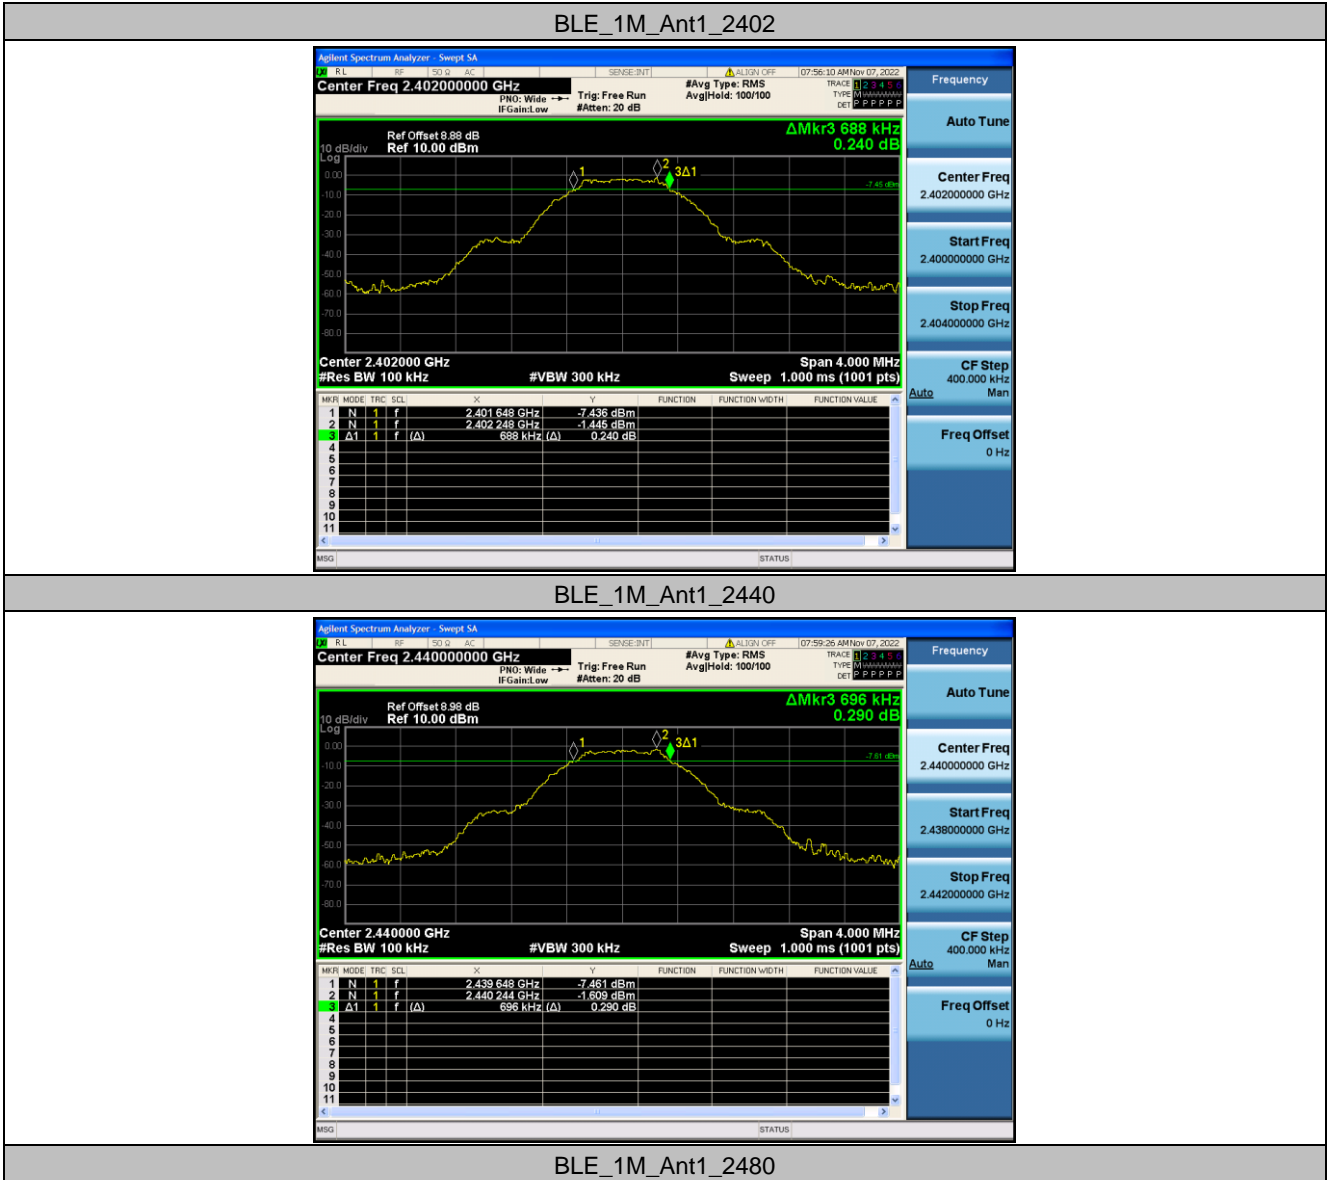 BLE_1M_Ant1_2402
Agilent Spectrum Analyzer - Swept SA
RL RF 50 Ω AC SENSE:INT ALIGN OFF 07:56:10 AM Nov 07, 2022
Center Freq 2.402000000 GHz
PNO: Wide
IFGain:Low
Trig: Free Run
#Atten: 20 dB
#Avg Type: RMS
Avg|Hold: 100/100
TRACE 1 2 3 4 5 6
TYPE M
DET P P P P P P
ΔMkr3 688 kHz
0.240 dB
Ref Offset 8.88 dB
10 dB/div Ref 10.00 dBm
Log
0.00
-10.0
-20.0
-30.0
-40.0
-50.0
-60.0
-70.0
-80.0
1
2
3Δ1
-7.45 dBm
Center 2.402000 GHz Span 4.000 MHz
#Res BW 100 kHz #VBW 300 kHz Sweep 1.000 ms (1001 pts)
MKR MODE TRC SCL X Y FUNCTION FUNCTION WIDTH FUNCTION VALUE
1 N 1 f 2.401 648 GHz -7.436 dBm
2 N 1 f 2.402 248 GHz -1.445 dBm
3 Δ1 1 f (Δ) 688 kHz (Δ) 0.240 dB
4
5
6
7
8
9
10
11
MSG STATUS
Frequency
Auto Tune
Center Freq
2.402000000 GHz
Start Freq
2.400000000 GHz
Stop Freq
2.404000000 GHz
CF Step
400.000 kHz
Auto Man
Freq Offset
0 Hz
BLE_1M_Ant1_2440
Agilent Spectrum Analyzer - Swept SA
RL RF 50 Ω AC SENSE:INT ALIGN OFF 07:59:26 AM Nov 07, 2022
Center Freq 2.440000000 GHz
PNO: Wide
IFGain:Low
Trig: Free Run
#Atten: 20 dB
#Avg Type: RMS
Avg|Hold: 100/100
TRACE 1 2 3 4 5 6
TYPE M
DET P P P P P P
ΔMkr3 696 kHz
0.290 dB
Ref Offset 8.98 dB
10 dB/div Ref 10.00 dBm
Log
0.00
-10.0
-20.0
-30.0
-40.0
-50.0
-60.0
-70.0
-80.0
1
2
3Δ1
-7.61 dBm
Center 2.440000 GHz Span 4.000 MHz
#Res BW 100 kHz #VBW 300 kHz Sweep 1.000 ms (1001 pts)
MKR MODE TRC SCL X Y FUNCTION FUNCTION WIDTH FUNCTION VALUE
1 N 1 f 2.439 648 GHz -7.461 dBm
2 N 1 f 2.440 244 GHz -1.609 dBm
3 Δ1 1 f (Δ) 696 kHz (Δ) 0.290 dB
4
5
6
7
8
9
10
11
MSG STATUS
Frequency
Auto Tune
Center Freq
2.440000000 GHz
Start Freq
2.438000000 GHz
Stop Freq
2.442000000 GHz
CF Step
400.000 kHz
Auto Man
Freq Offset
0 Hz
BLE_1M_Ant1_2480